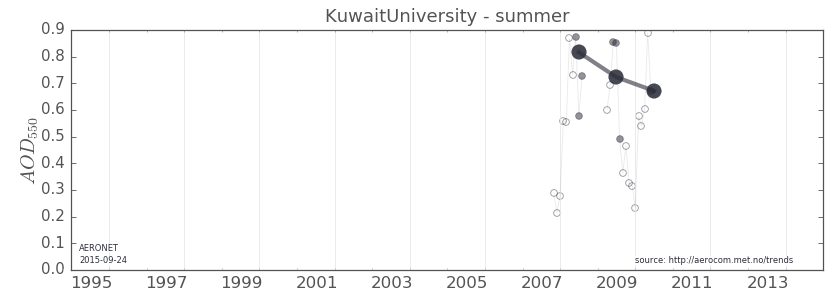 KuwaitUniversity - summer
0.9
0.8
0.7
0.6
0.5
0.4
0.3
0.2
0.1
0.0
AOD550
AERONET
2015-09-24
source: http://aerocom.met.no/trends
1995 1997 1999 2001 2003 2005 2007 2009 2011 2013